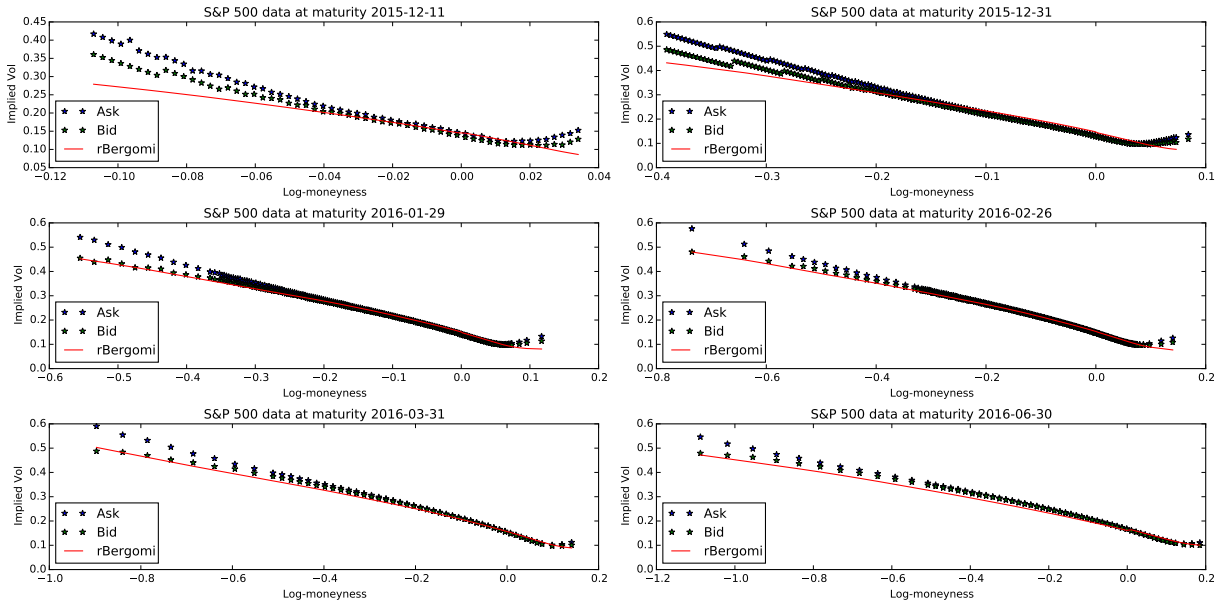 S&P 500 data at maturity 2015-12-11
0.45
0.40
0.35
0.30
0.25
0.20
0.15
0.10
0.05
Implied Vol
Ask
Bid
rBergomi
−0.12 −0.10 −0.08 −0.06 −0.04 −0.02 0.00 0.02 0.04
Log-moneyness
S&P 500 data at maturity 2015-12-31
0.6
0.5
0.4
0.3
0.2
0.1
0.0
Implied Vol
Ask
Bid
rBergomi
−0.4 −0.3 −0.2 −0.1 0.0 0.1
Log-moneyness
S&P 500 data at maturity 2016-01-29
0.6
0.5
0.4
0.3
0.2
0.1
0.0
Implied Vol
Ask
Bid
rBergomi
−0.6 −0.5 −0.4 −0.3 −0.2 −0.1 0.0 0.1 0.2
Log-moneyness
S&P 500 data at maturity 2016-02-26
0.6
0.5
0.4
0.3
0.2
0.1
0.0
Implied Vol
Ask
Bid
rBergomi
−0.8 −0.6 −0.4 −0.2 0.0 0.2
Log-moneyness
S&P 500 data at maturity 2016-03-31
0.6
0.5
0.4
0.3
0.2
0.1
0.0
Implied Vol
Ask
Bid
rBergomi
−1.0 −0.8 −0.6 −0.4 −0.2 0.0 0.2
Log-moneyness
S&P 500 data at maturity 2016-06-30
0.6
0.5
0.4
0.3
0.2
0.1
0.0
Implied Vol
Ask
Bid
rBergomi
−1.2 −1.0 −0.8 −0.6 −0.4 −0.2 0.0 0.2
Log-moneyness